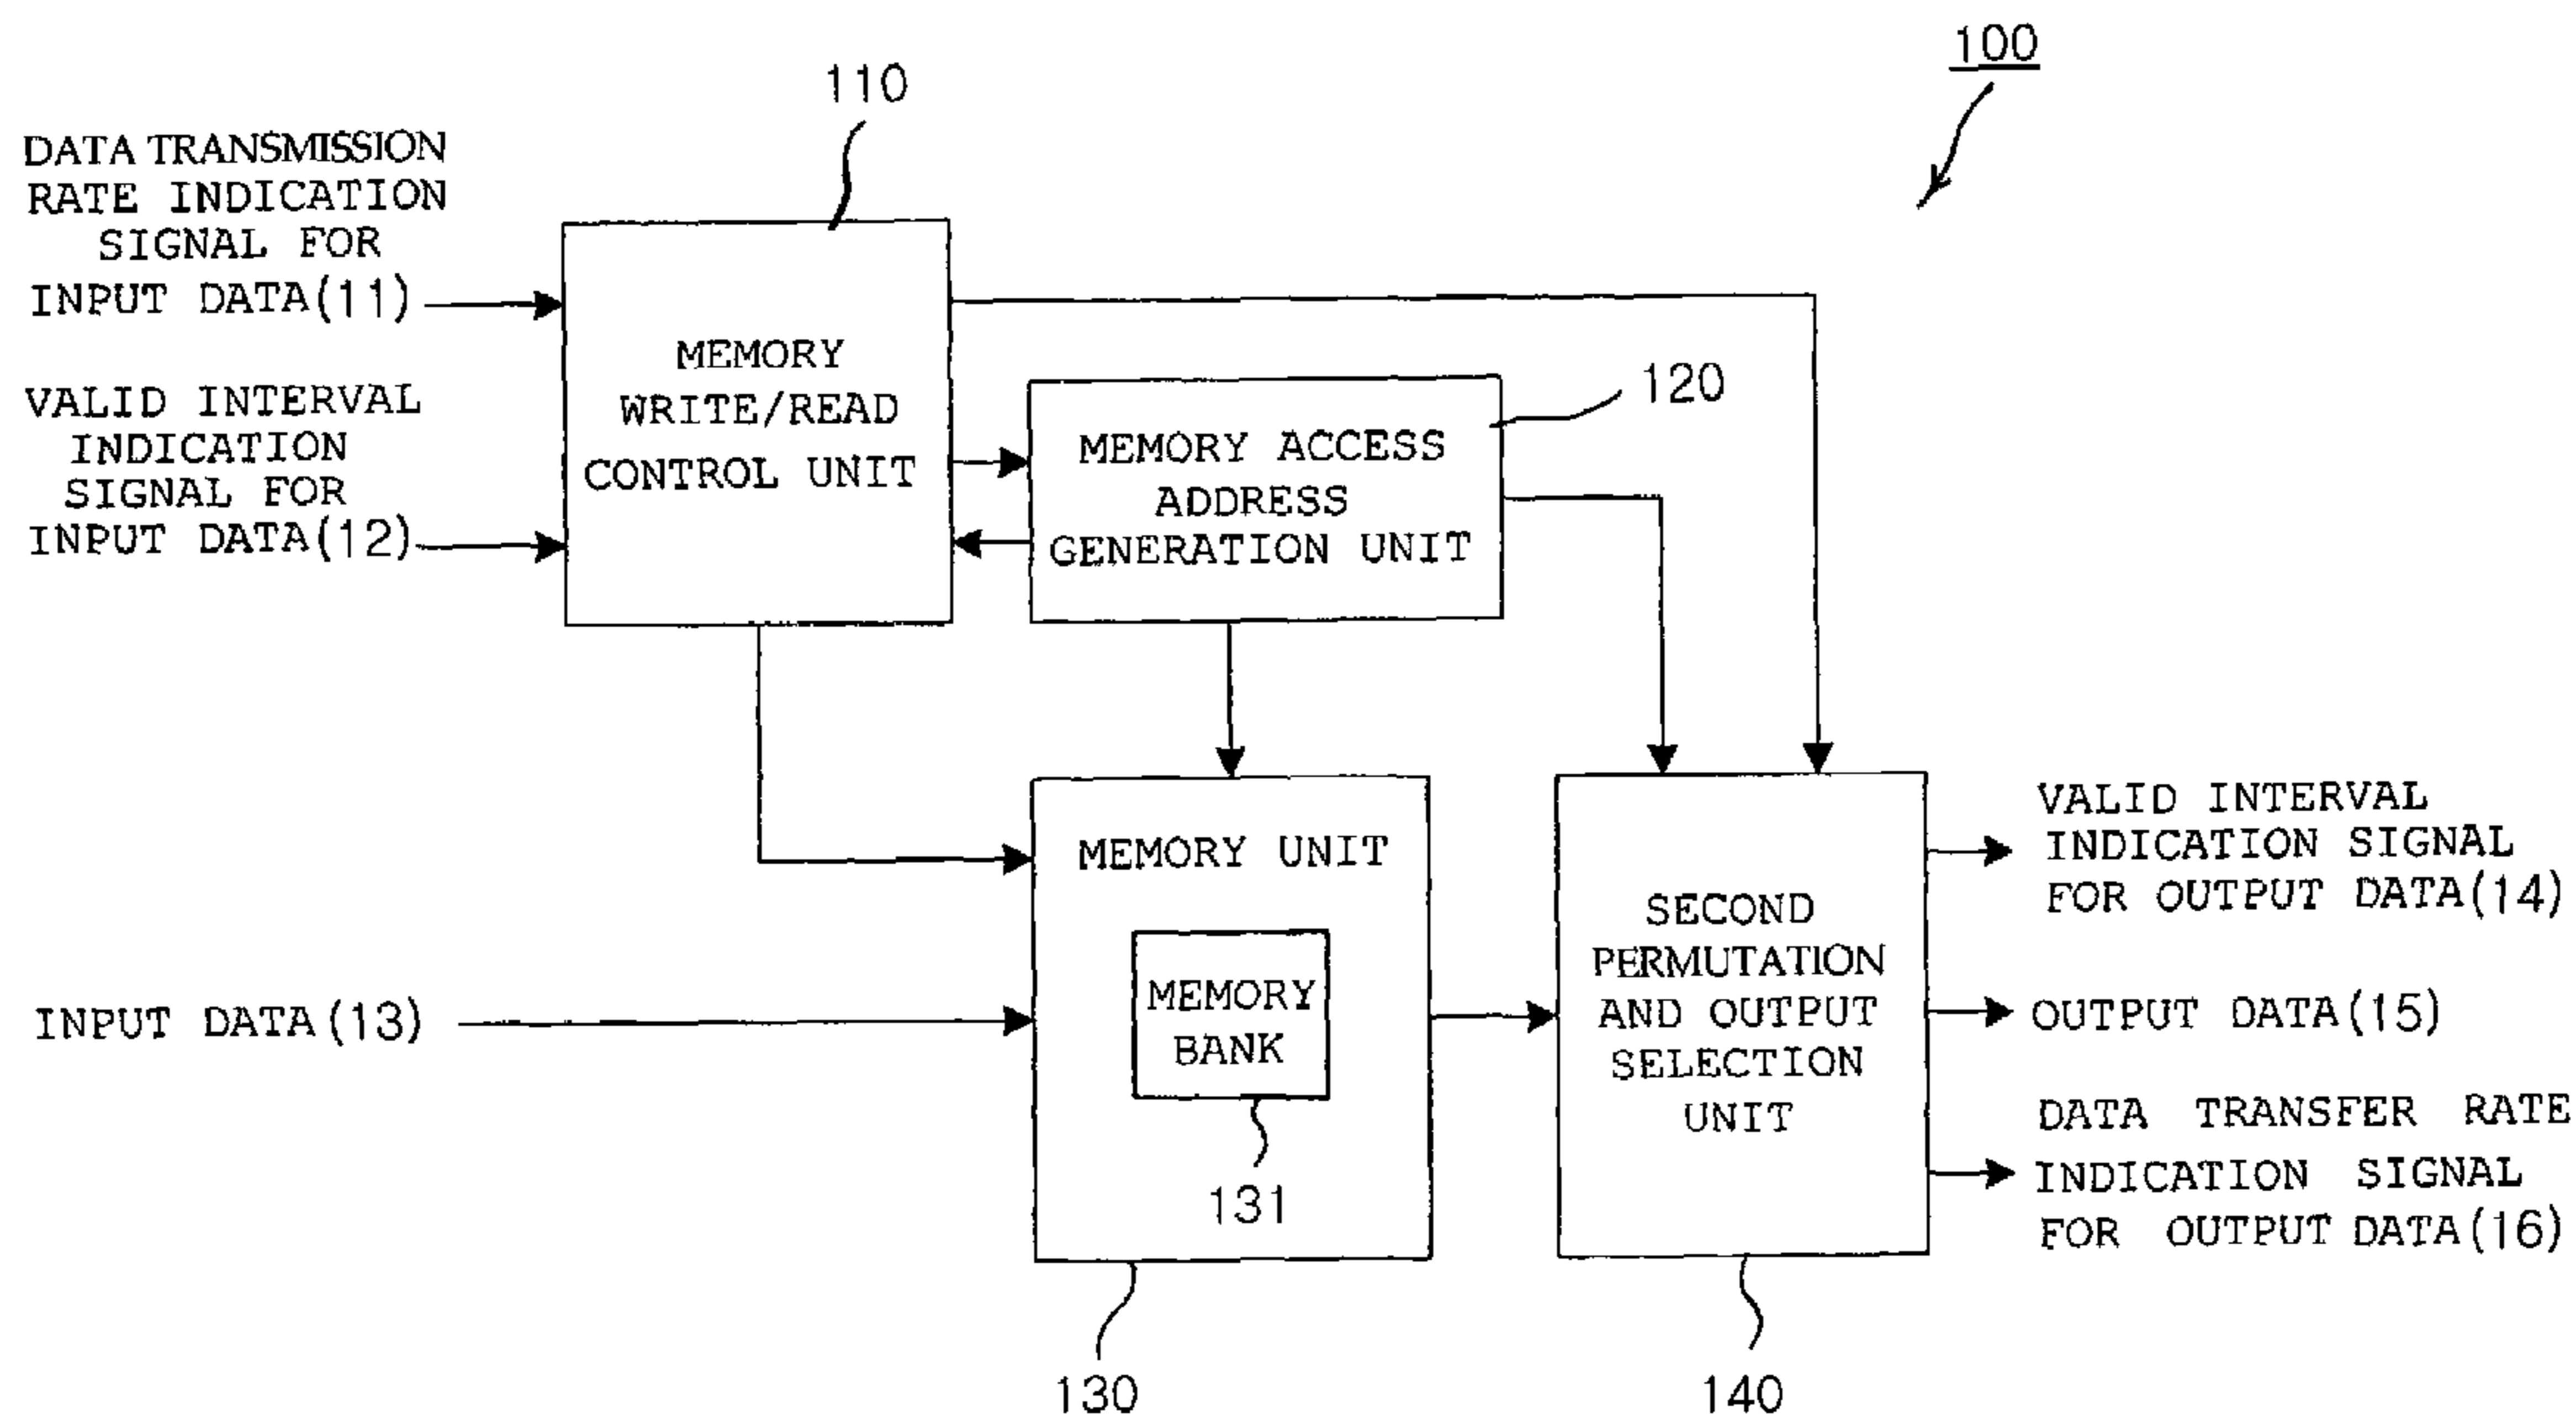 100
110
DATA TRANSMISSION
RATE INDICATION
SIGNAL FOR
INPUT DATA(11)
MEMORY
WRITE/READ
CONTROL UNIT
120
VALID INTERVAL
INDICATION
SIGNAL FOR
INPUT DATA(12)
MEMORY ACCESS
ADDRESS
GENERATION UNIT
MEMORY UNIT
MEMORY
BANK
131
INPUT DATA(13)
SECOND
PERMUTATION
AND OUTPUT
SELECTION
UNIT
VALID INTERVAL
INDICATION SIGNAL
FOR OUTPUT DATA(14)
OUTPUT DATA(15)
DATA TRANSFER RATE
INDICATION SIGNAL
FOR OUTPUT DATA(16)
130
140